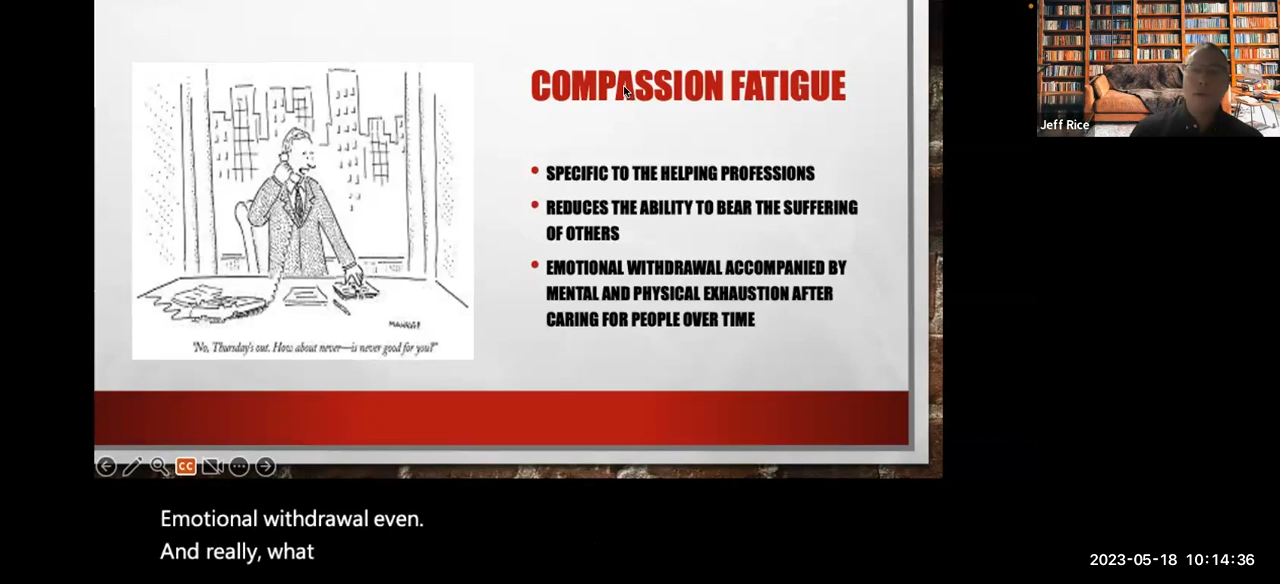 COMPASSION FATIGUE
SPECIFIC TO THE HELPING PROFESSIONS
REDUCES THE ABILITY TO BEAR THE SUFFERING
OF OTHERS
EMOTIONAL WITHDRAWAL ACCOMPANIED BY
MENTAL AND PHYSICAL EXHAUSTION AFTER
CARING FOR PEOPLE OVER TIME
"No, Thursday's out. How about never—is never good for you?"
Jeff Rice
CC
Emotional withdrawal even.
And really, what
2023-05-18 10:14:36